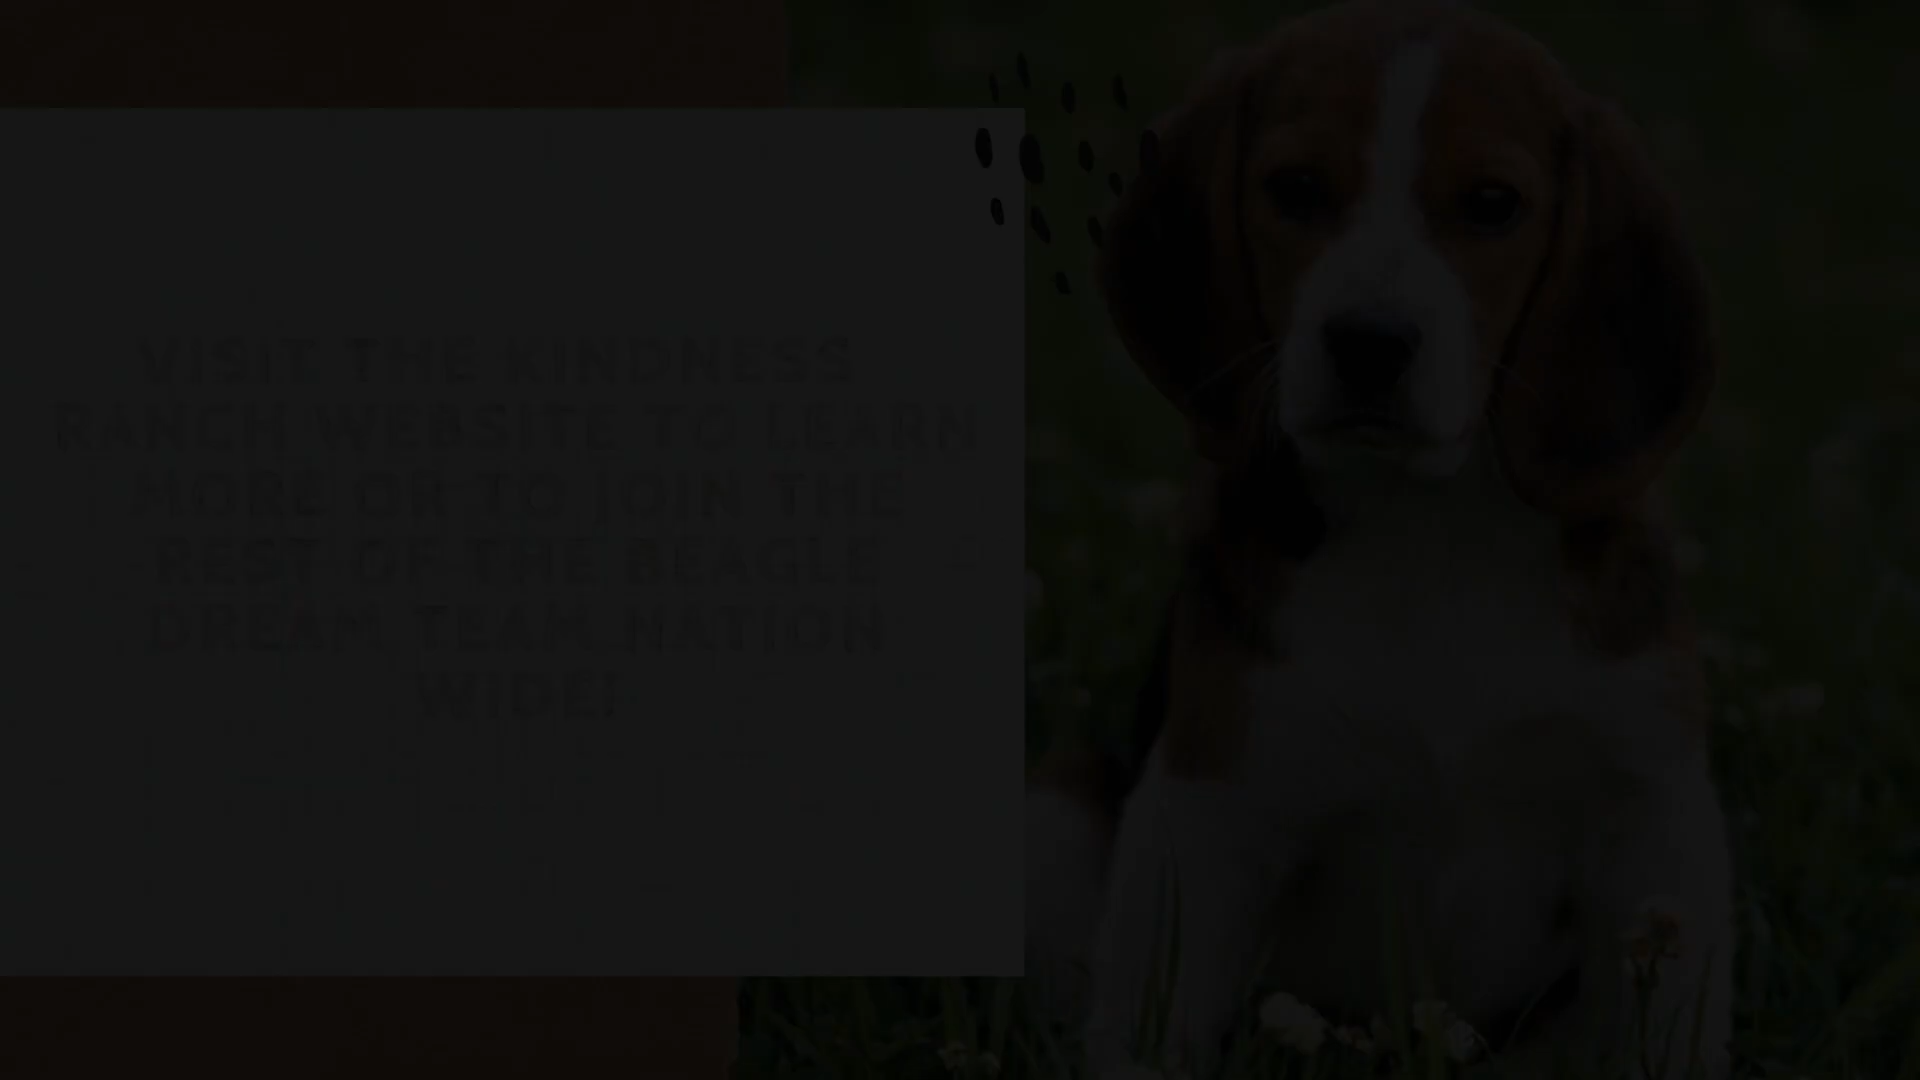 VISIT THE KINDNESS
RANCH WEBSITE TO LEARN
MORE OR TO JOIN THE
REST OF THE BEAGLE
DREAM TEAM NATION
WIDE!